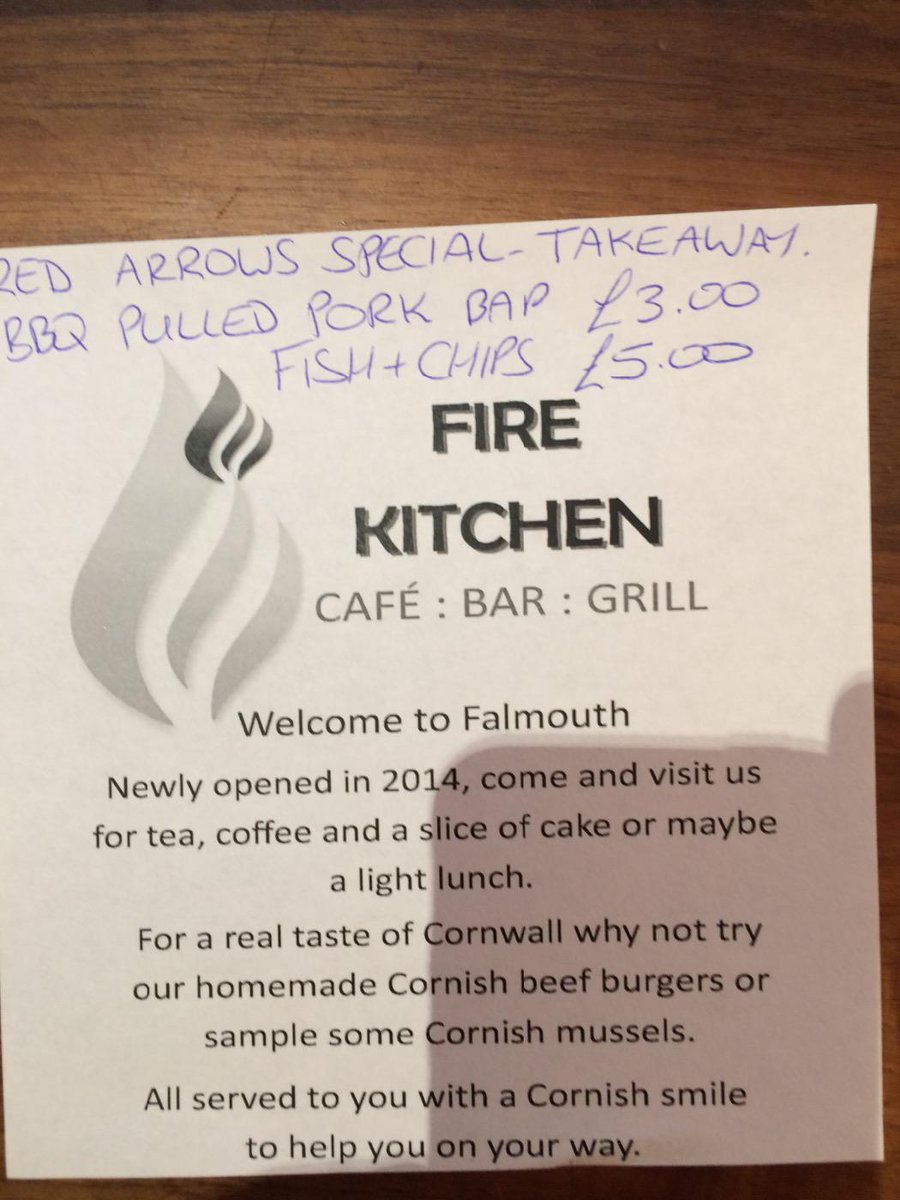 RED ARROWS SPECIAL - TAKEAWAY.
BBQ PULLED PORK BAP £3.00
FISH + CHIPS £5.00
FIRE
KITCHEN
CAFÉ : BAR : GRILL
Welcome to Falmouth
Newly opened in 2014, come and visit us
for tea, coffee and a slice of cake or maybe
a light lunch.
For a real taste of Cornwall why not try
our homemade Cornish beef burgers or
sample some Cornish mussels.
All served to you with a Cornish smile
to help you on your way.